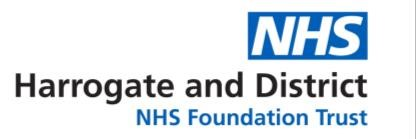 NHS
Harrogate and District
NHS Foundation Trust